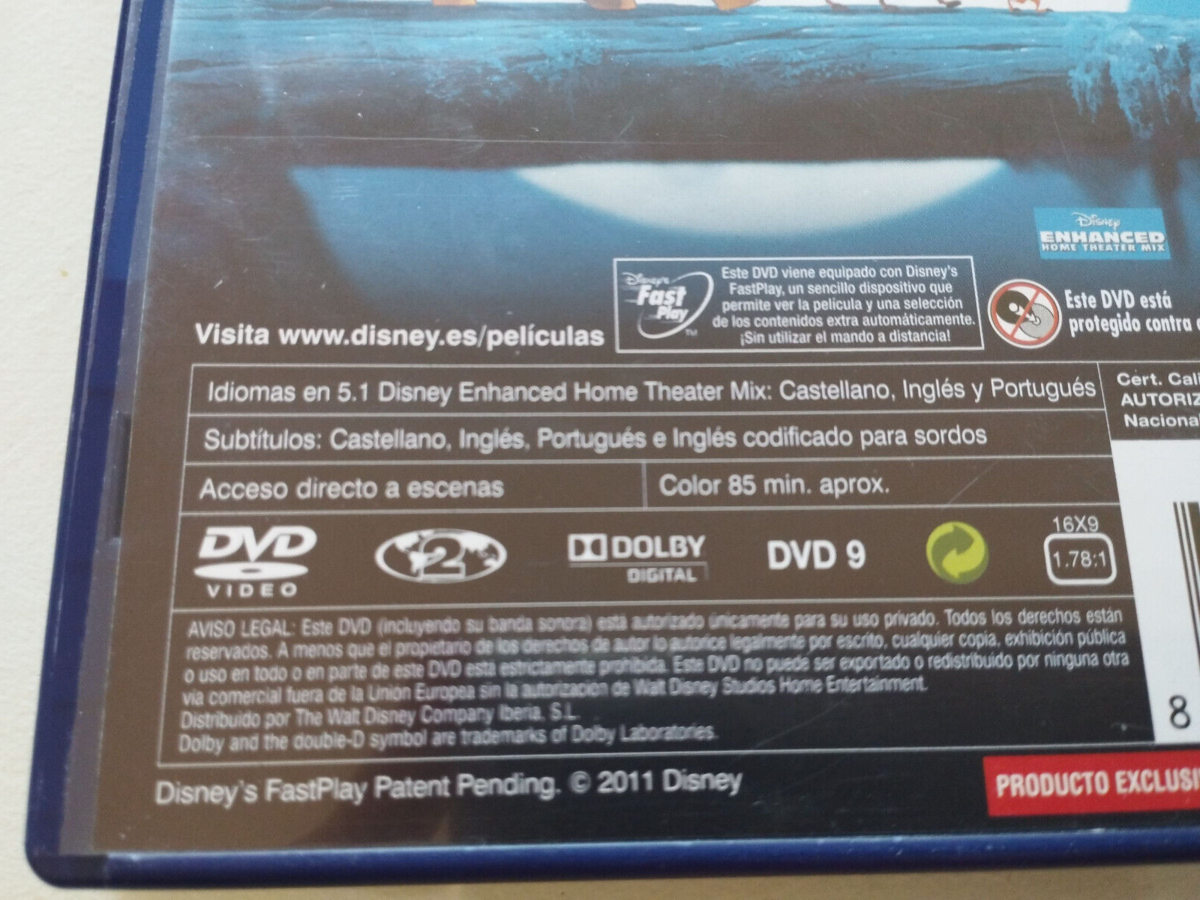 Disney
ENHANCED
HOME THEATER MIX
Disney's
Fast
Play
TM
Este DVD viene equipado con Disney's
FastPlay, un sencillo dispositivo que
permite ver la película y una selección
de los contenidos extra automáticamente.
¡Sin utilizar el mando a distancia!
Este DVD está
protegido contra
Visita www.disney.es/películas
Idiomas en 5.1 Disney Enhanced Home Theater Mix: Castellano, Inglés y Portugués
Cert. Cali
AUTORIZ
Naciona
Subtítulos: Castellano, Inglés, Portugués e Inglés codificado para sordos
Acceso directo a escenas
Color 85 min. aprox.
DVD
VIDEO
2
DOLBY
DIGITAL
DVD 9
16X9
1.78:1
AVISO LEGAL: Este DVD (incluyendo su banda sonora) está autorizado únicamente para su uso privado. Todos los derechos están
reservados. A menos que el propietario de los derechos de autor lo autorice legalmente por escrito, cualquier copia, exhibición pública
o uso en todo o en parte de este DVD está estrictamente prohibida. Este DVD no puede ser exportado o redistribuido por ninguna otra
vía comercial fuera de la Unión Europea sin la autorización de Walt Disney Studios Home Entertainment.
Distribuido por The Walt Disney Company Iberia, S.L.
Dolby and the double-D symbol are trademarks of Dolby Laboratories.
8
Disney's FastPlay Patent Pending. © 2011 Disney
PRODUCTO EXCLUSI